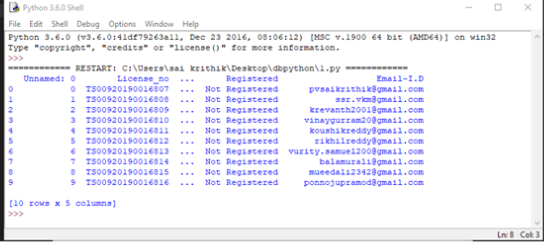 Python 3.6.0 Shell
File Edit Shell Debug Options Window Help
Python 3.6.0 (v3.6.0:41df79263a11, Dec 23 2016, 08:06:12) [MSC v.1900 64 bit (AMD64)] on win32
Type "copyright", "credits" or "license()" for more information.
>>>
============ RESTART: C:\Users\sai krithik\Desktop\dbpython\l.py ============
Unnamed: 0 License_no ... Registered Email-I.D
0 0 TS00920190016807 ... Not Registered pvsaikrithik@gmail.com
1 1 TS00920190016808 ... Not Registered ssr.vkm@gmail.com
2 2 TS00920190016809 ... Not Registered krevanth2001@gmail.com
3 3 TS00920190016810 ... Not Registered vinaygurram20@gmail.com
4 4 TS00920190016811 ... Not Registered koushikreddy@gmail.com
5 5 TS00920190016812 ... Not Registered rikhilreddy@gmail.com
6 6 TS00920190016813 ... Not Registered vurity.samuel200@gmail.com
7 7 TS00920190016814 ... Not Registered balamurali@gmail.com
8 8 TS00920190016815 ... Not Registered mueedali2342@gmail.com
9 9 TS00920190016816 ... Not Registered ponnojupramod@gmail.com
[10 rows x 5 columns]
>>>
Ln: 8 Col: 3